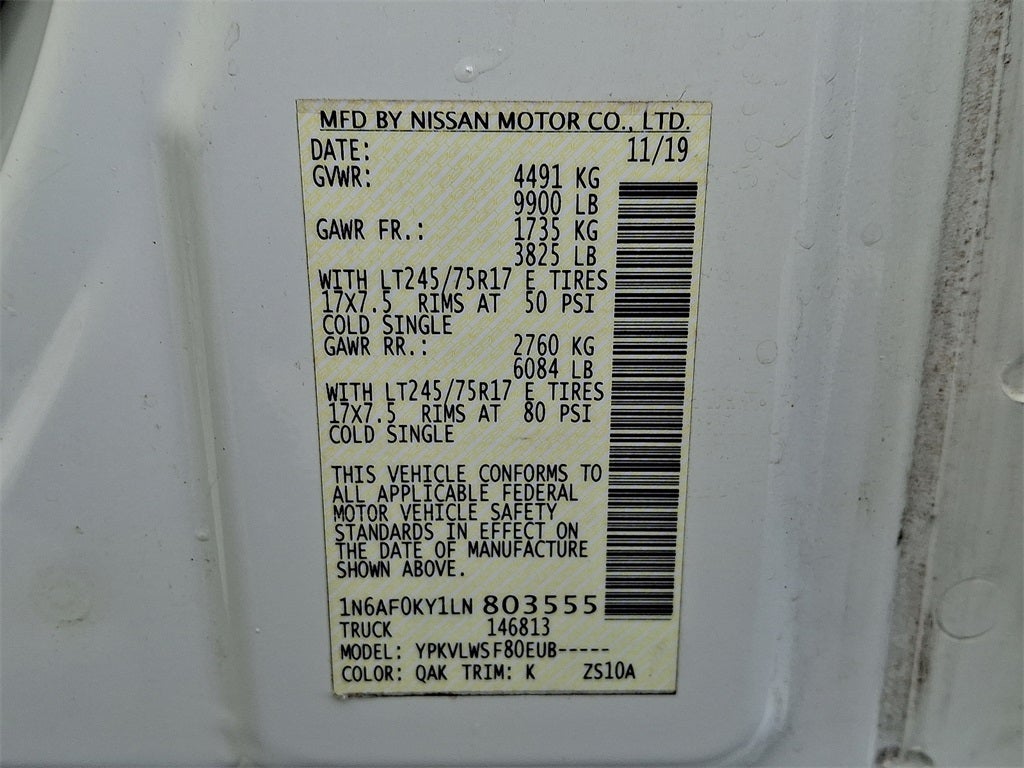 MFD BY NISSAN MOTOR CO., LTD.
DATE: 11/19
GVWR: 4491 KG
9900 LB
GAWR FR.: 1735 KG
3825 LB
WITH LT245/75R17 E TIRES
17X7.5 RIMS AT 50 PSI
COLD SINGLE
GAWR RR.: 2760 KG
6084 LB
WITH LT245/75R17 E TIRES
17X7.5 RIMS AT 80 PSI
COLD SINGLE
THIS VEHICLE CONFORMS TO
ALL APPLICABLE FEDERAL
MOTOR VEHICLE SAFETY
STANDARDS IN EFFECT ON
THE DATE OF MANUFACTURE
SHOWN ABOVE.
1N6AF0KY1LN 803555
TRUCK 146813
MODEL: YPKVLWSF80EUB-----
COLOR: QAK TRIM: K ZS10A